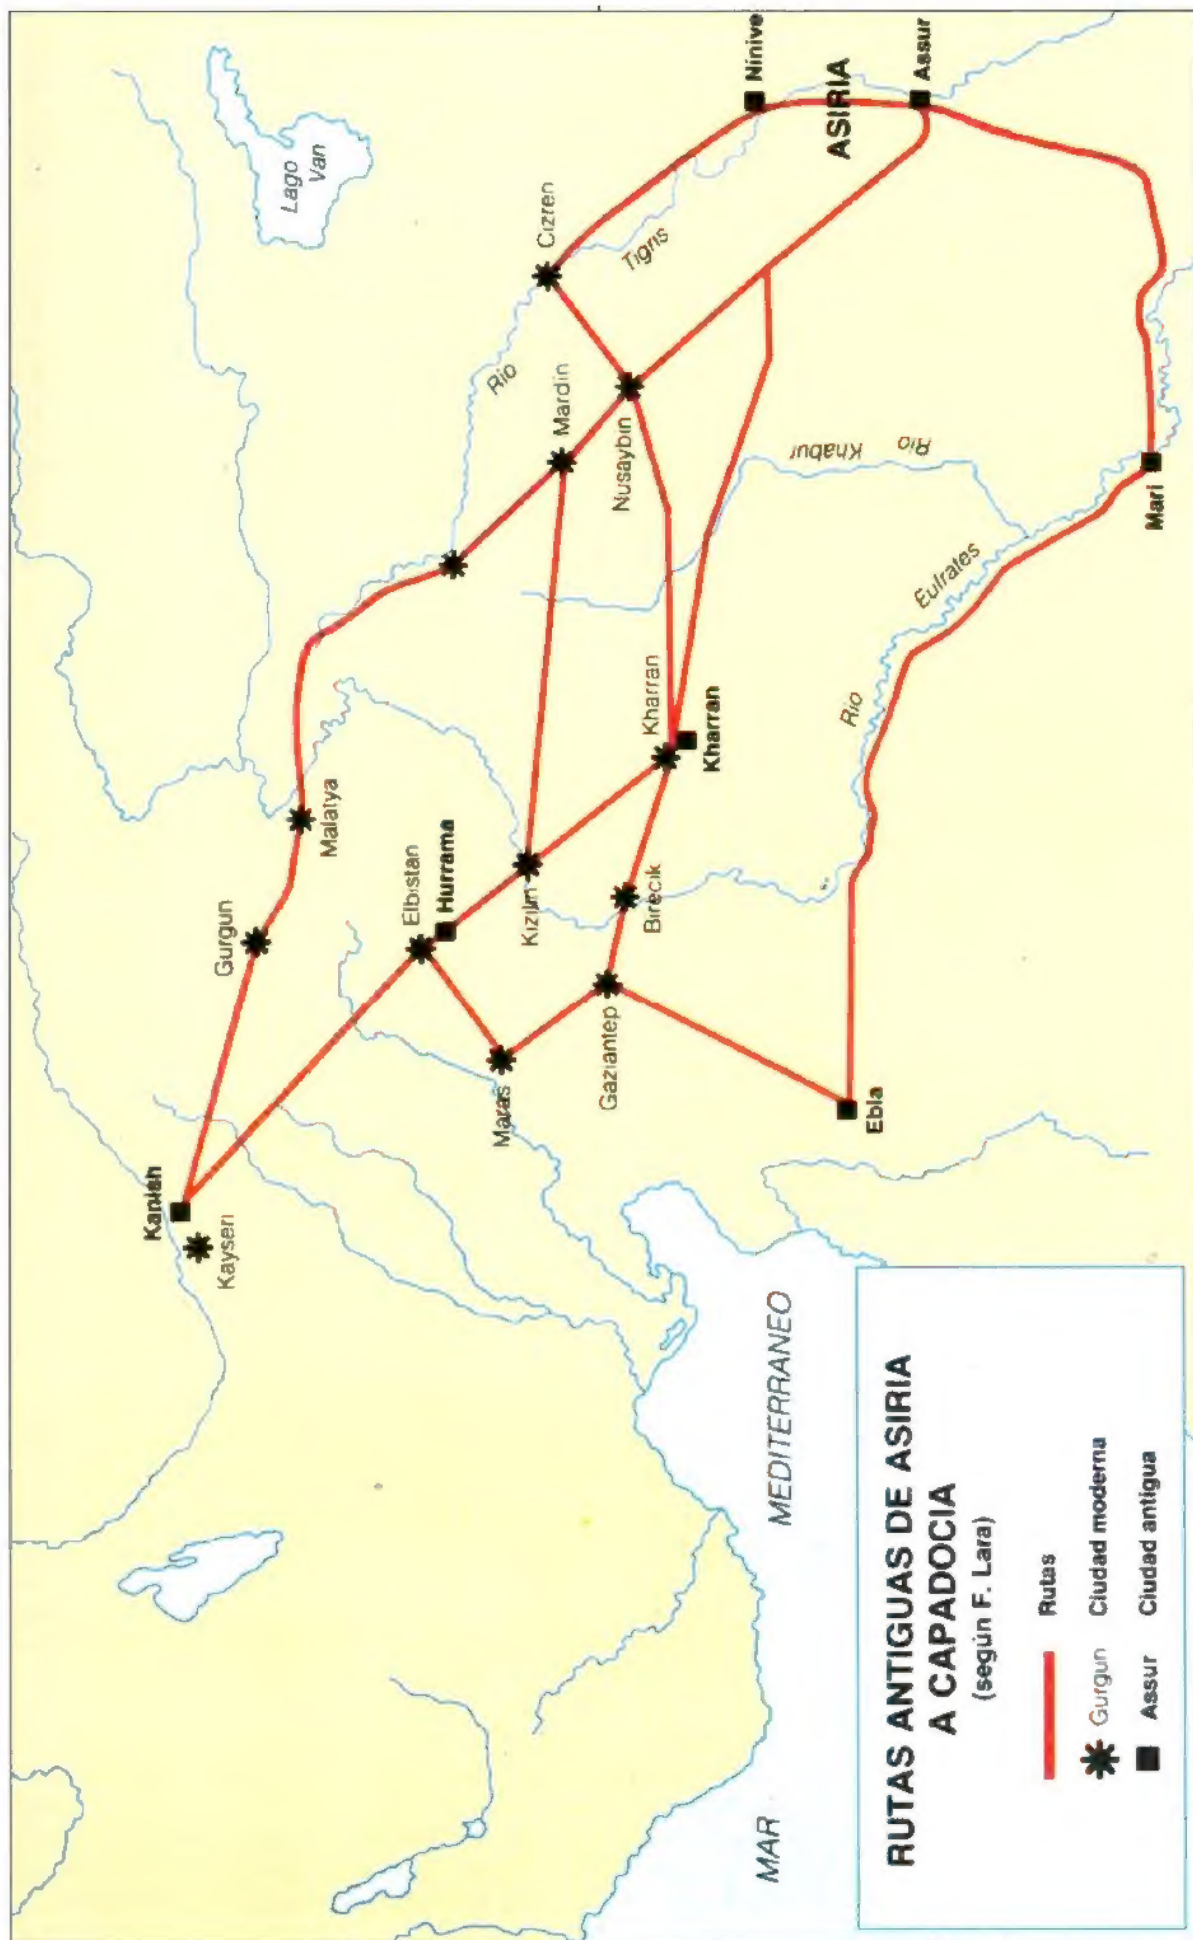 RUTAS ANTIGUAS DE ASIRIA
A CAPADOCIA
(según F. Lara)
Rutas
Gurgun
Ciudad moderna
Assur
Ciudad antigua
Kanish
Kayseri
Gurgun
Malatya
Elbistan
Hurrama
Maras
Kizilin
Gaziantep
Birecik
Kharran
Kharran
Mardin
Nusaybin
Cizren
Lago
Van
Rio
Tigris
Ninive
ASIRIA
Assur
Rio
Khabur
Rio
Eufrates
Mari
Ebla
MAR
MEDITERRANEO